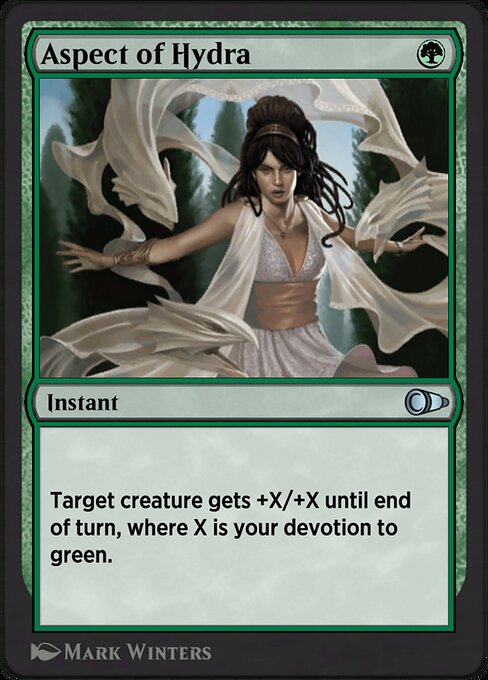 Aspect of Hydra
Instant
Target creature gets +X/+X until end
of turn, where X is your devotion to
green.
Mark Winters